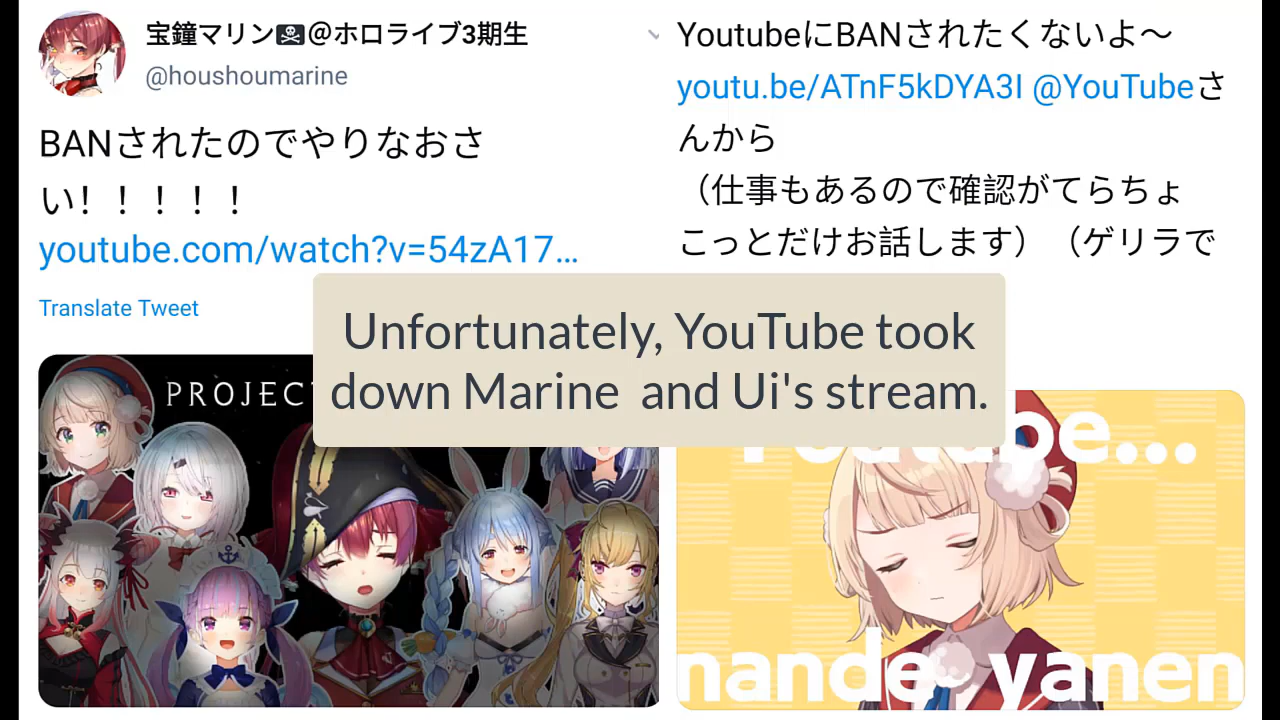 宝鐘マリン🏴‍☠️@ホロライブ3期生
@houshoumarine
BANされたのでやりなおさ
い！！！！！
youtube.com/watch?v=54zA17…
Translate Tweet
PROJEC
YoutubeにBANされたくないよ〜
youtu.be/ATnF5kDYA3I @YouTubeさ
んから
（仕事もあるので確認がてらちょ
こっとだけお話します）（ゲリラで
Unfortunately, YouTube took
down Marine and Ui's stream.
Youtube...
nande yanen